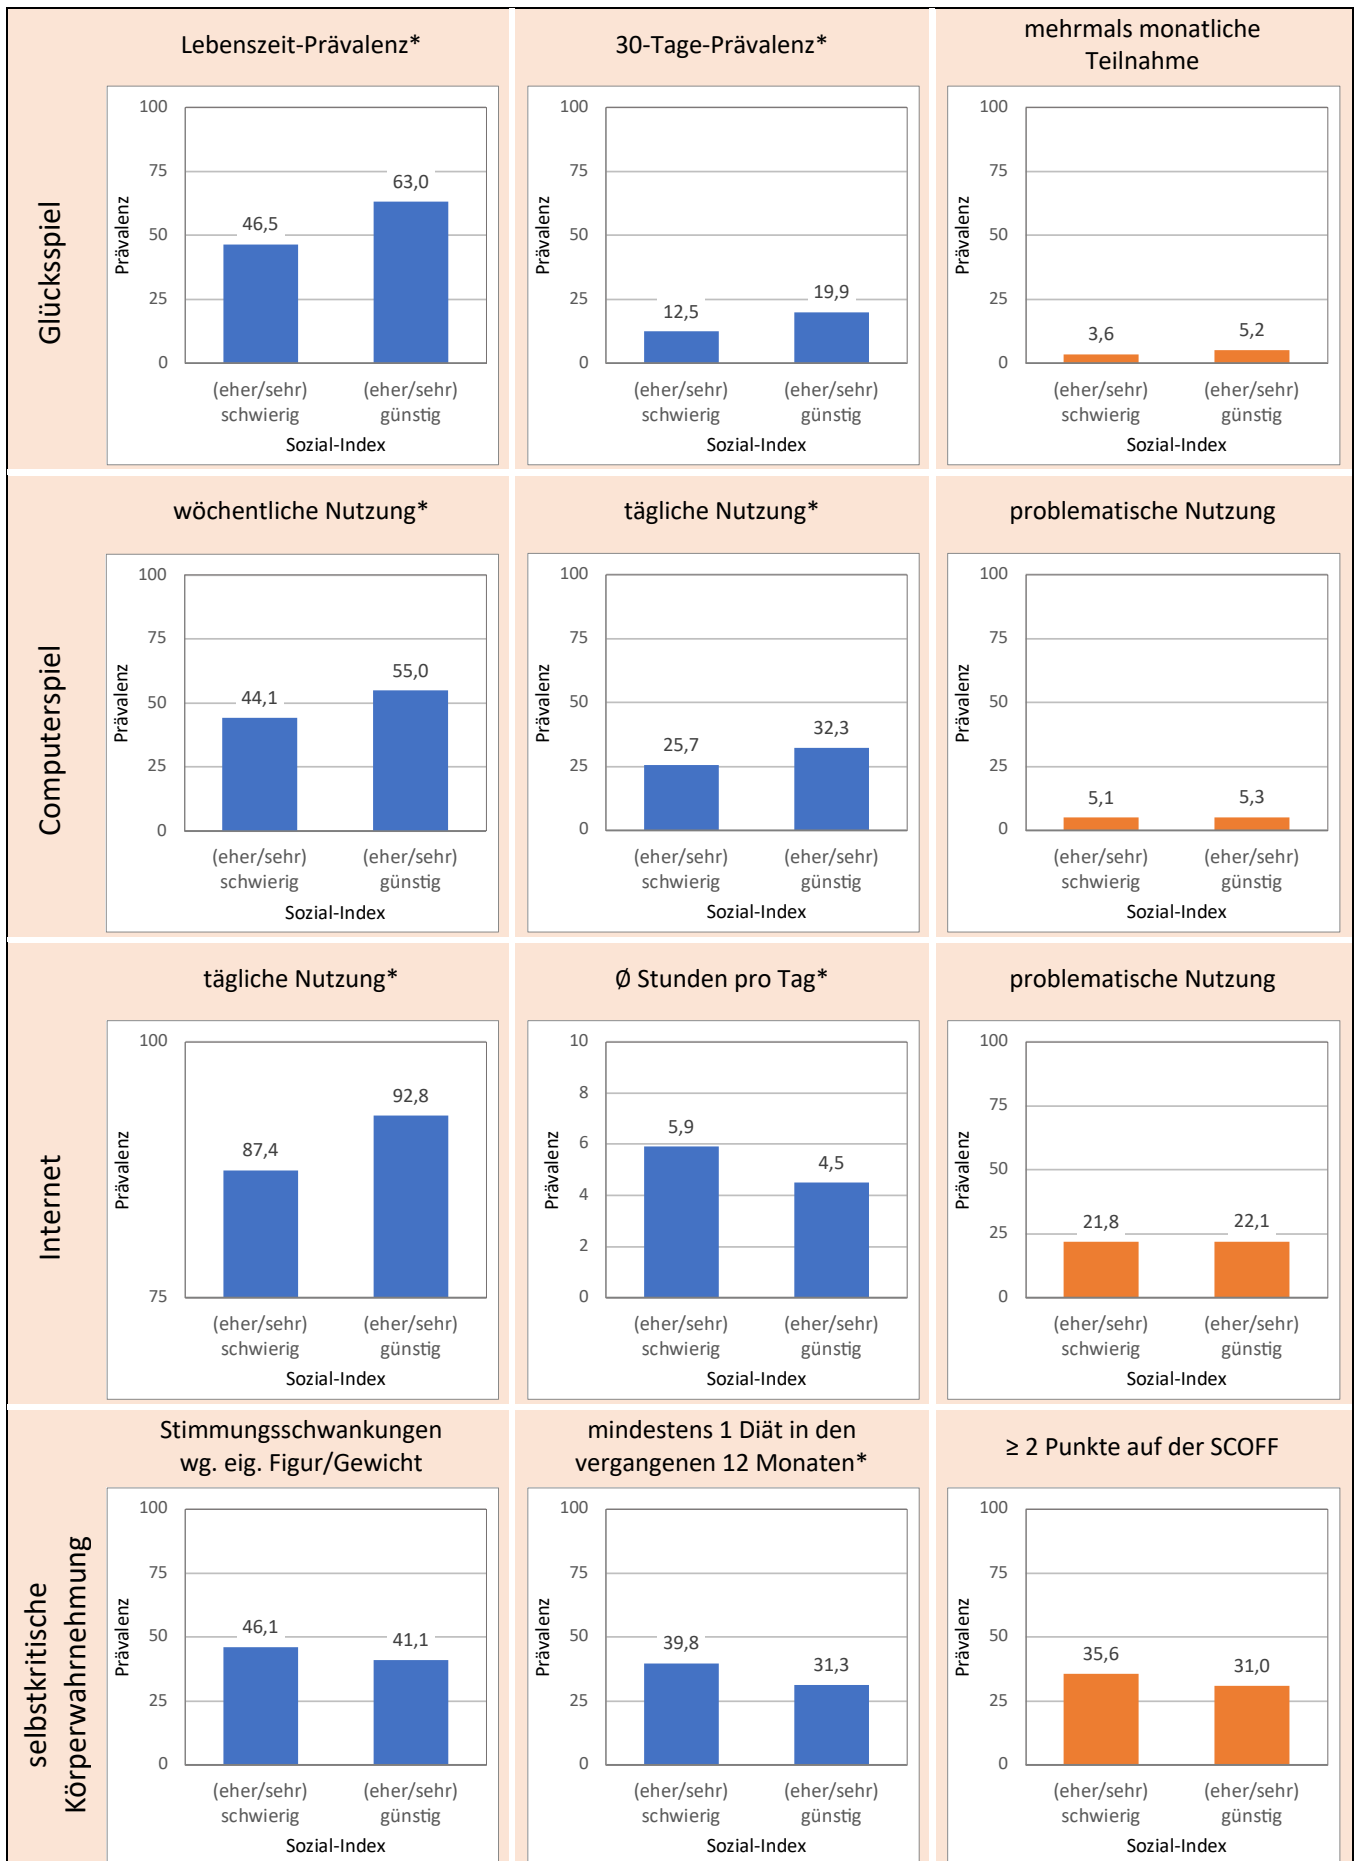 Glücksspiel
Lebenszeit-Prävalenz*
Prävalenz
100
75
50
25
0
46,5
63,0
(eher/sehr) schwierig
(eher/sehr) günstig
Sozial-Index
30-Tage-Prävalenz*
Prävalenz
100
75
50
25
0
12,5
19,9
(eher/sehr) schwierig
(eher/sehr) günstig
Sozial-Index
mehrmals monatliche
Teilnahme
Prävalenz
100
75
50
25
0
3,6
5,2
(eher/sehr) schwierig
(eher/sehr) günstig
Sozial-Index
Computerspiel
wöchentliche Nutzung*
Prävalenz
100
75
50
25
0
44,1
55,0
(eher/sehr) schwierig
(eher/sehr) günstig
Sozial-Index
tägliche Nutzung*
Prävalenz
100
75
50
25
0
25,7
32,3
(eher/sehr) schwierig
(eher/sehr) günstig
Sozial-Index
problematische Nutzung
Prävalenz
100
75
50
25
0
5,1
5,3
(eher/sehr) schwierig
(eher/sehr) günstig
Sozial-Index
Internet
tägliche Nutzung*
Prävalenz
100
75
87,4
92,8
(eher/sehr) schwierig
(eher/sehr) günstig
Sozial-Index
Ø Stunden pro Tag*
Prävalenz
10
8
6
4
2
0
5,9
4,5
(eher/sehr) schwierig
(eher/sehr) günstig
Sozial-Index
problematische Nutzung
Prävalenz
100
75
50
25
0
21,8
22,1
(eher/sehr) schwierig
(eher/sehr) günstig
Sozial-Index
selbstkritische
Körperwahrnehmung
Stimmungsschwankungen
wg. eig. Figur/Gewicht
Prävalenz
100
75
50
25
0
46,1
41,1
(eher/sehr) schwierig
(eher/sehr) günstig
Sozial-Index
mindestens 1 Diät in den
vergangenen 12 Monaten*
Prävalenz
100
75
50
25
0
39,8
31,3
(eher/sehr) schwierig
(eher/sehr) günstig
Sozial-Index
≥ 2 Punkte auf der SCOFF
Prävalenz
100
75
50
25
0
35,6
31,0
(eher/sehr) schwierig
(eher/sehr) günstig
Sozial-Index